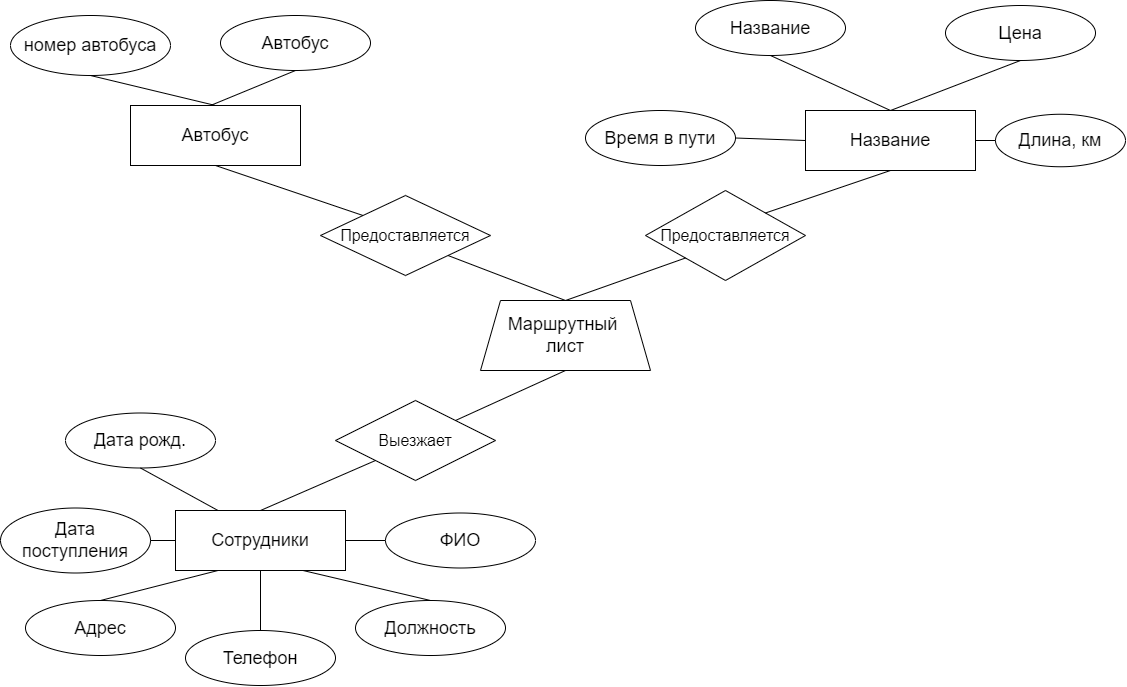 номер автобуса
Автобус
Название
Цена
Автобус
Время в пути
Название
Длина, км
Предоставляется
Предоставляется
Маршрутный
лист
Дата рожд.
Выезжает
Дата
поступления
Сотрудники
ФИО
Адрес
Телефон
Должность